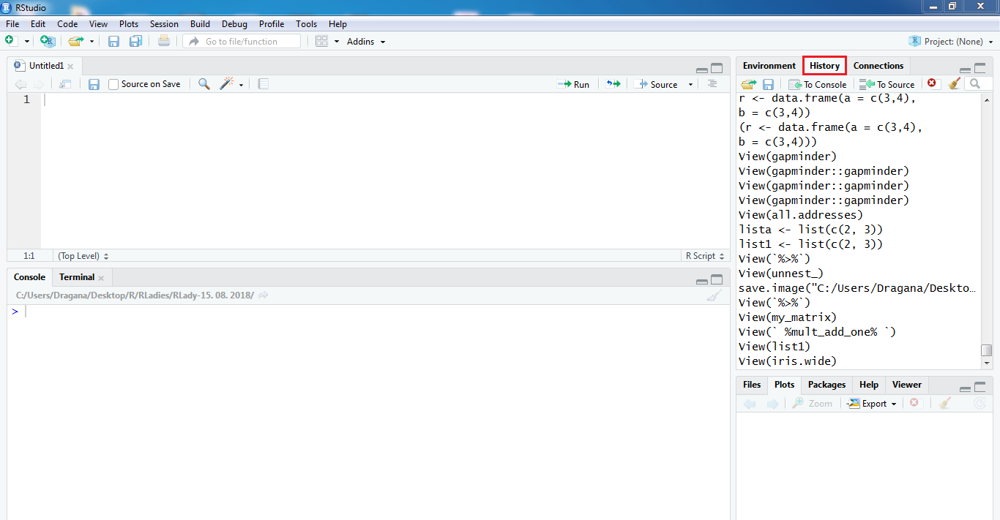 RStudio
File Edit Code View Plots Session Build Debug Profile Tools Help
Go to file/function Addins Project: (None)
Untitled1
Source on Save Run Source
1
1:1 (Top Level) R Script
Console Terminal
C:/Users/Dragana/Desktop/R/RLadies/RLady-15. 08. 2018/
>
Environment History Connections
To Console To Source
r <- data.frame(a = c(3,4),
b = c(3,4))
(r <- data.frame(a = c(3,4),
b = c(3,4)))
View(gapminder)
View(gapminder::gapminder)
View(gapminder::gapminder)
View(gapminder::gapminder)
View(all.addresses)
lista <- list(c(2, 3))
list1 <- list(c(2, 3))
View(`%>%`)
View(unnest_)
save.image("C:/Users/Dragana/Deskto…
View(`%>%`)
View(my_matrix)
View(` %mult_add_one% `)
View(list1)
View(iris.wide)
Files Plots Packages Help Viewer
Zoom Export